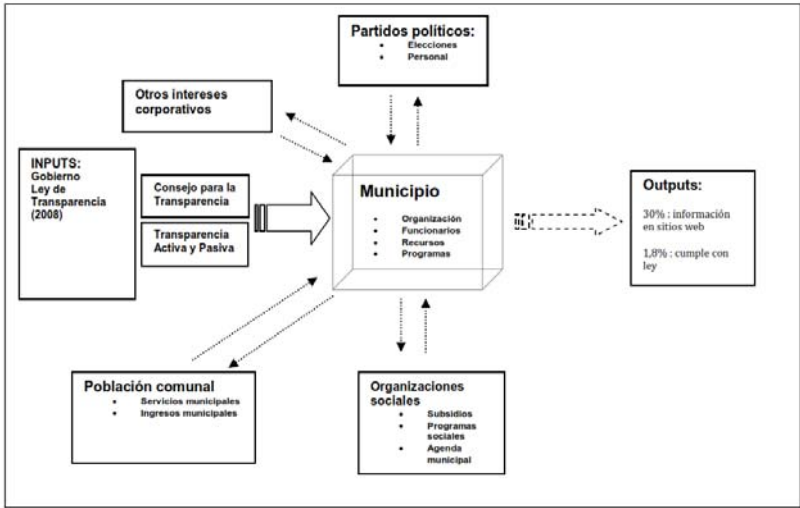 Partidos políticos:
• Elecciones
• Personal
Otros intereses
corporativos
INPUTS:
Gobierno
Ley de
Transparencia
(2008)
Consejo para la
Transparencia
Transparencia
Activa y Pasiva
Municipio
• Organización
• Funcionarios
• Recursos
• Programas
Outputs:
30% : información
en sitios web
1,8% : cumple con
ley
Población comunal
• Servicios municipales
• Ingresos municipales
Organizaciones
sociales
• Subsidios
• Programas
sociales
• Agenda
municipal